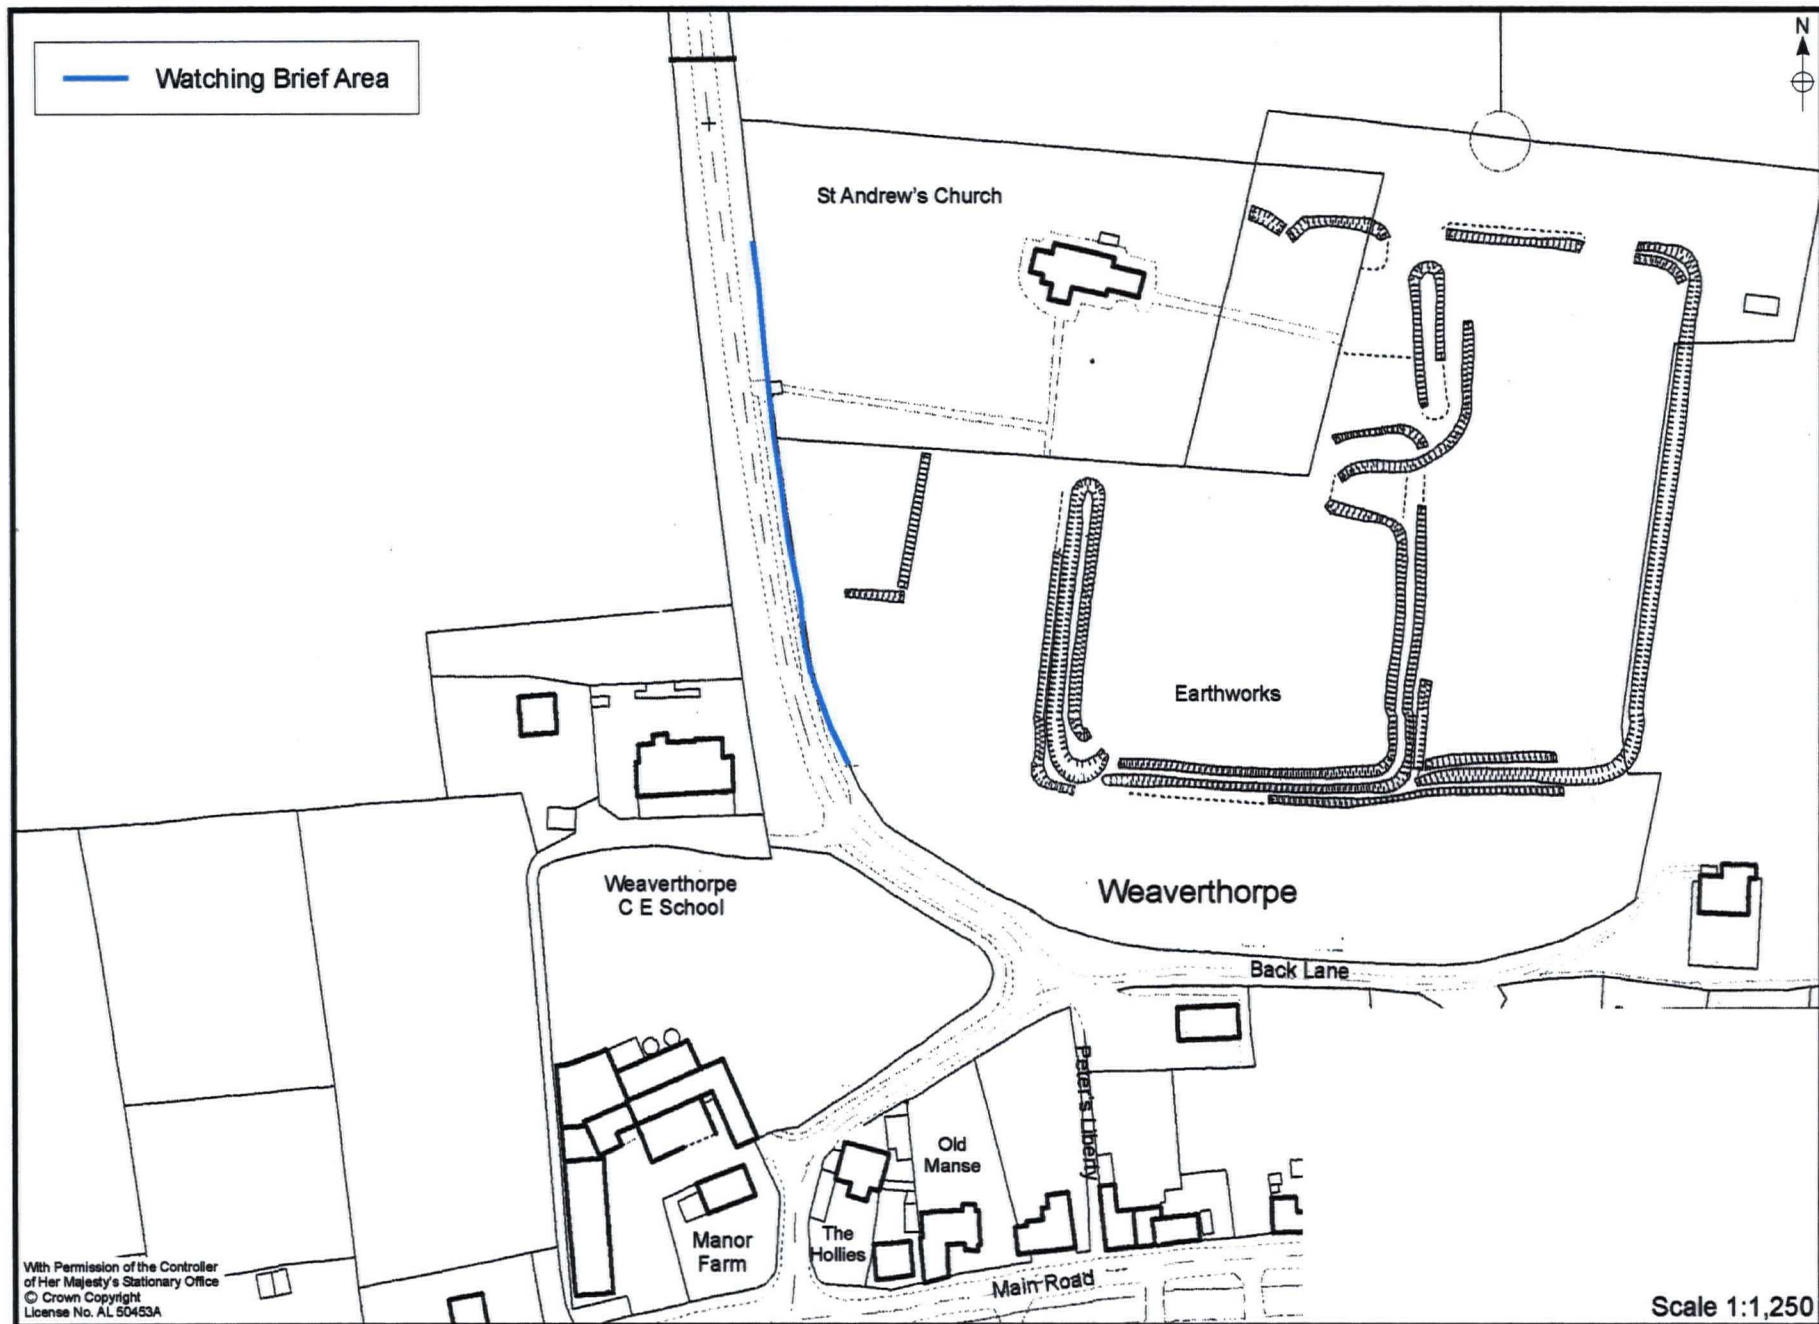 Watching Brief Area
N
St Andrew's Church
Earthworks
Weaverthorpe
C E School
Weaverthorpe
Back Lane
Peter's Liberty
Old
Manse
The
Hollies
Manor
Farm
Main Road
With Permission of the Controller
of Her Majesty's Stationary Office
© Crown Copyright
License No. AL 50453A
Scale 1:1,250